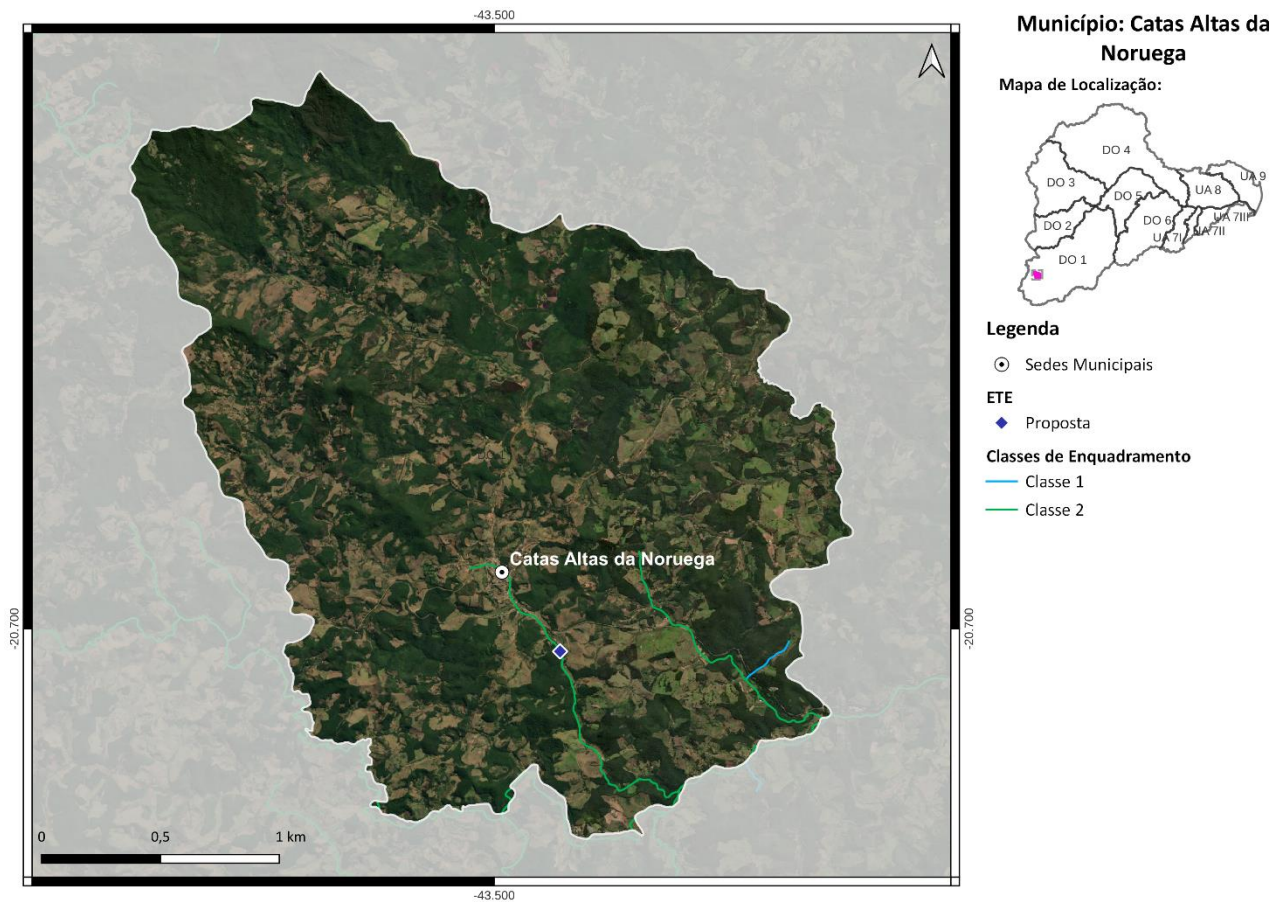 -43.500
Município: Catas Altas da
Noruega
Mapa de Localização:
DO 4
DO 3
DO 5
UA 8
UA 9
DO 2
DO 6
UA 7III
UA 7II
UA 7I
DO 1
Legenda
Sedes Municipais
ETE
Proposta
Classes de Enquadramento
Classe 1
Classe 2
DO 1
Catas Altas da Noruega
-20.700
-20.700
0
0,5
1 km
-43.500